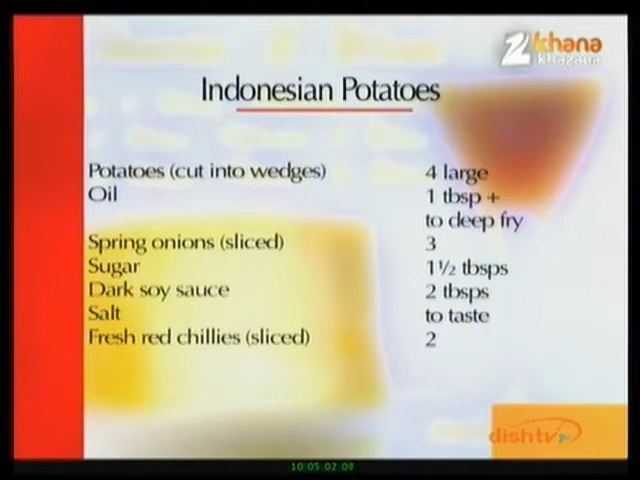 khana
khazana
Indonesian Potatoes
Potatoes (cut into wedges) 4 large
Oil 1 tbsp +
to deep fry
Spring onions (sliced) 3
Sugar 1½ tbsps
Dark soy sauce 2 tbsps
Salt to taste
Fresh red chillies (sliced) 2
dishtv
10:05:02:08